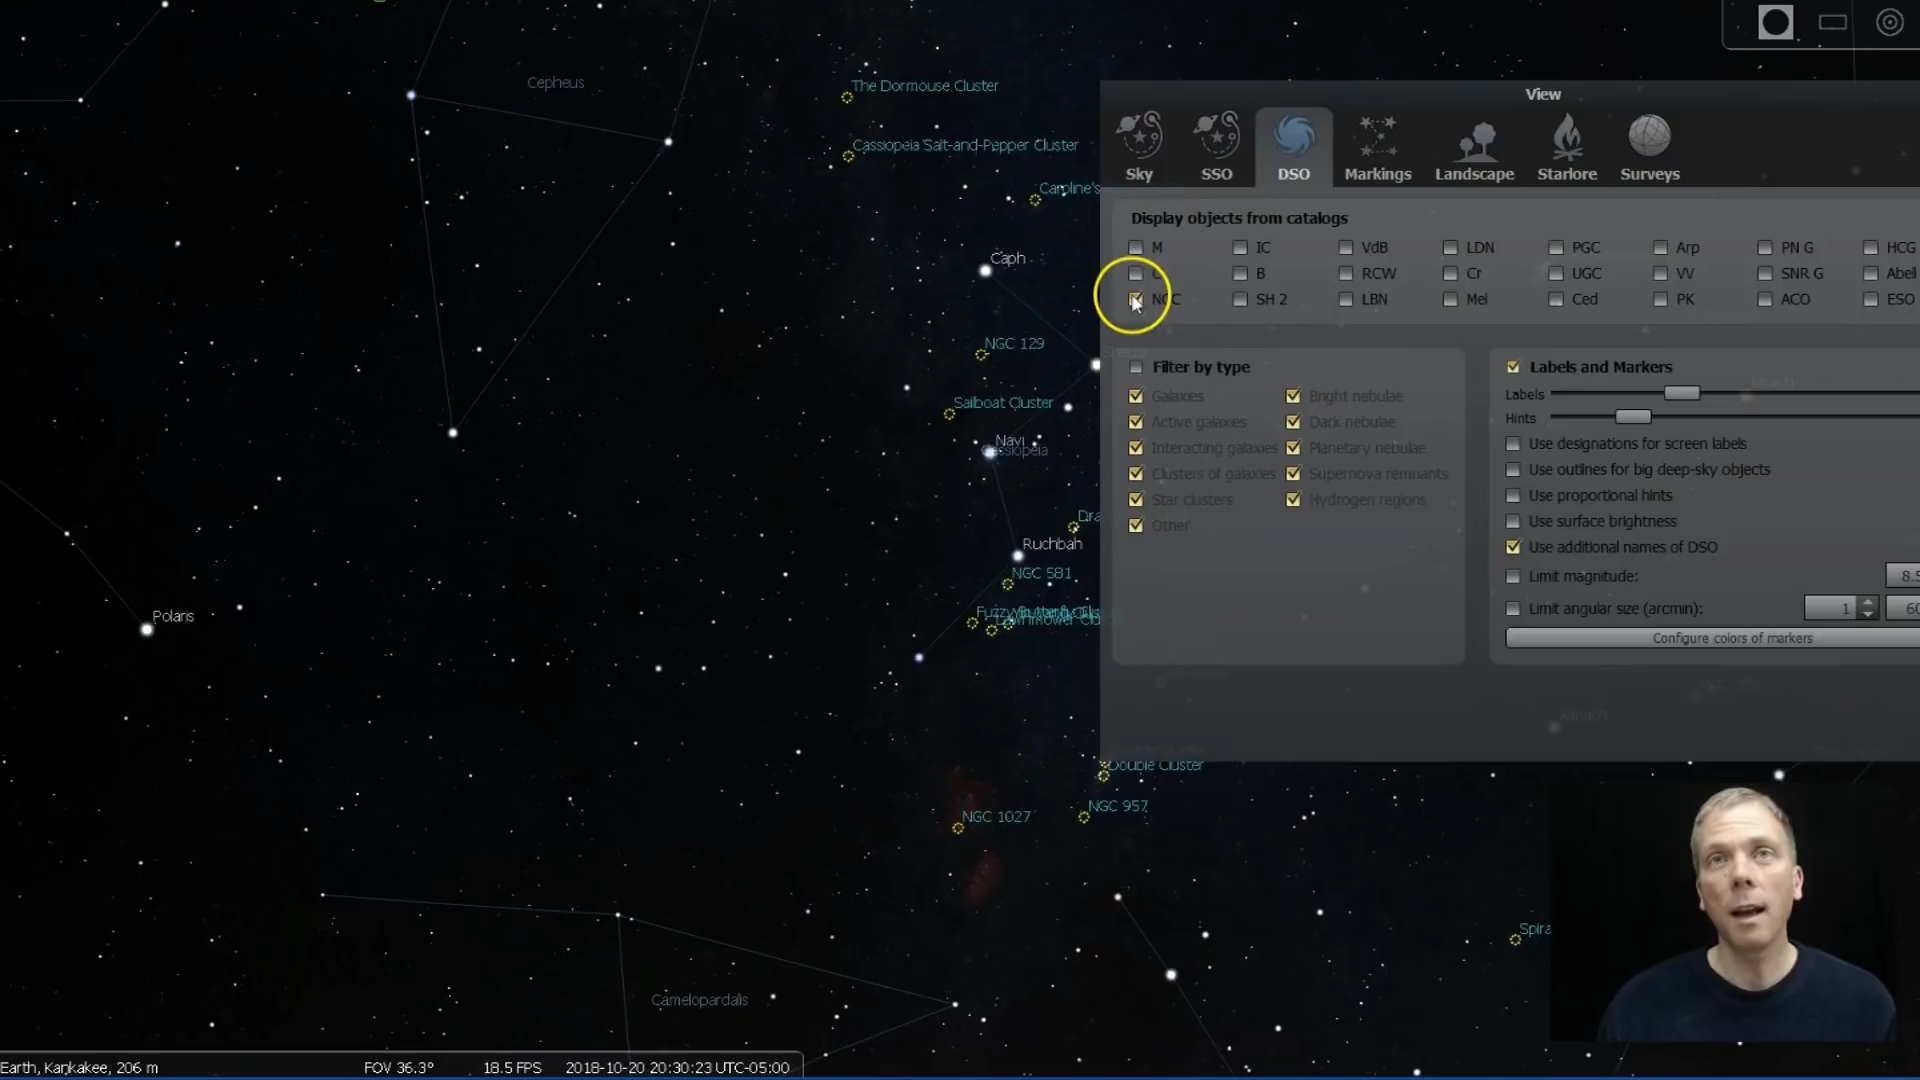 Cepheus
The Dormouse Cluster
Cassiopeia Salt-and-Pepper Cluster
Caroline's
Caph
NGC 129
Sailboat Cluster
Navi
Cassiopeia
Ruchbah
NGC 581
Polaris
Double Cluster
NGC 957
NGC 1027
Camelopardalis
Spira
View
Sky SSO DSO Markings Landscape Starlore Surveys
Display objects from catalogs
M IC VdB LDN PGC Arp PN G HCG
C B RCW Cr UGC VV SNR G Abell
NGC SH 2 LBN Mel Ced PK ACO ESO
Filter by type
Galaxies Bright nebulae
Active galaxies Dark nebulae
Interacting galaxies Planetary nebulae
Clusters of galaxies Supernova remnants
Star clusters Hydrogen regions
Other
Labels and Markers
Labels
Hints
Use designations for screen labels
Use outlines for big deep-sky objects
Use proportional hints
Use surface brightness
Use additional names of DSO
Limit magnitude: 8.5
Limit angular size (arcmin): 1 60
Configure colors of markers
Earth, Kankakee, 206 m FOV 36.3° 18.5 FPS 2018-10-20 20:30:23 UTC-05:00